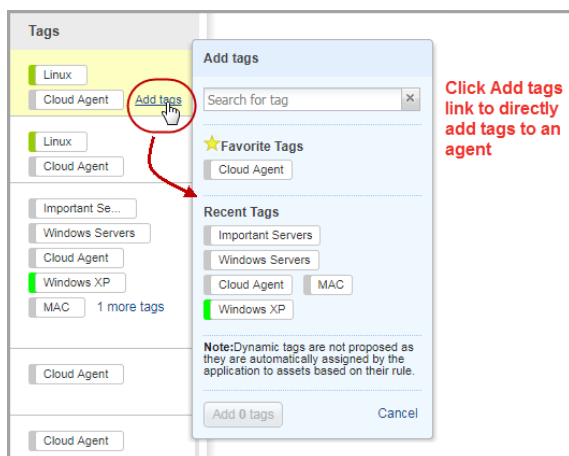 Tags
Linux
Cloud Agent Add tags
Linux
Cloud Agent
Important Se...
Windows Servers
Cloud Agent
Windows XP
MAC 1 more tags
Cloud Agent
Cloud Agent
Add tags
Search for tag ×
Favorite Tags
Cloud Agent
Recent Tags
Important Servers
Windows Servers
Cloud Agent MAC
Windows XP
Note:Dynamic tags are not proposed as
they are automatically assigned by the
application to assets based on their rule.
Add 0 tags Cancel
Click Add tags
link to directly
add tags to an
agent